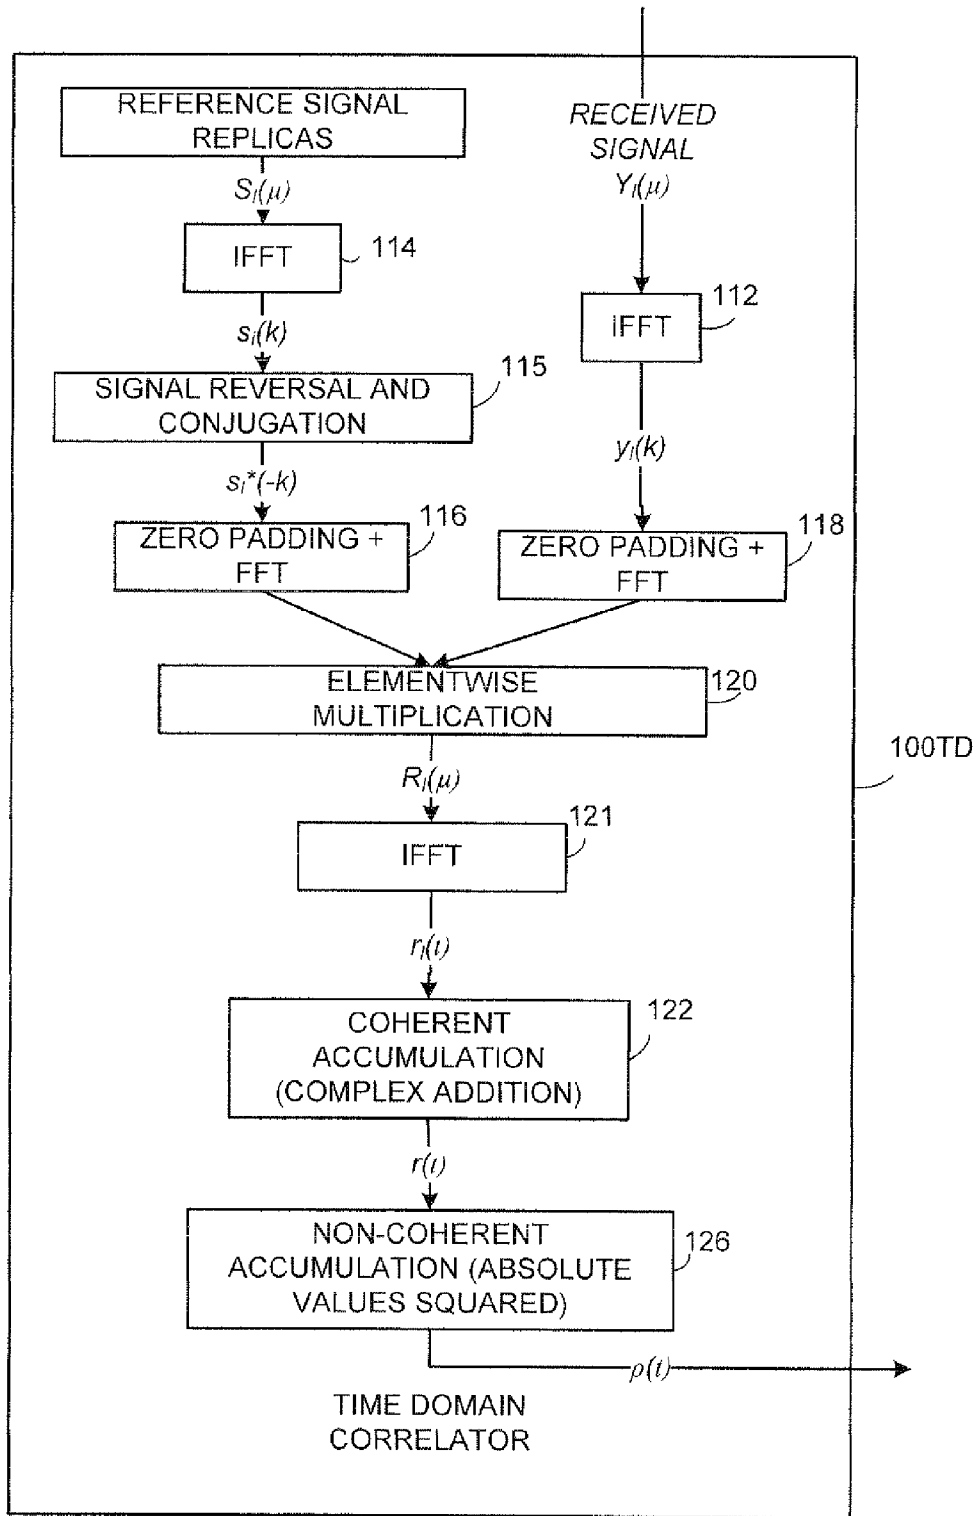 REFERENCE SIGNAL
REPLICAS
RECEIVED
SIGNAL
Yₗ(μ)
Sₗ(μ)
IFFT
114
112
IFFT
sₗ(k)
115
SIGNAL REVERSAL AND
CONJUGATION
yₗ(k)
sₗ*(-k)
116
ZERO PADDING +
FFT
118
ZERO PADDING +
FFT
120
ELEMENTWISE
MULTIPLICATION
100TD
Rₗ(μ)
121
IFFT
rₗ(ι)
122
COHERENT
ACCUMULATION
(COMPLEX ADDITION)
r(ι)
126
NON-COHERENT
ACCUMULATION (ABSOLUTE
VALUES SQUARED)
ρ(ι)
TIME DOMAIN
CORRELATOR